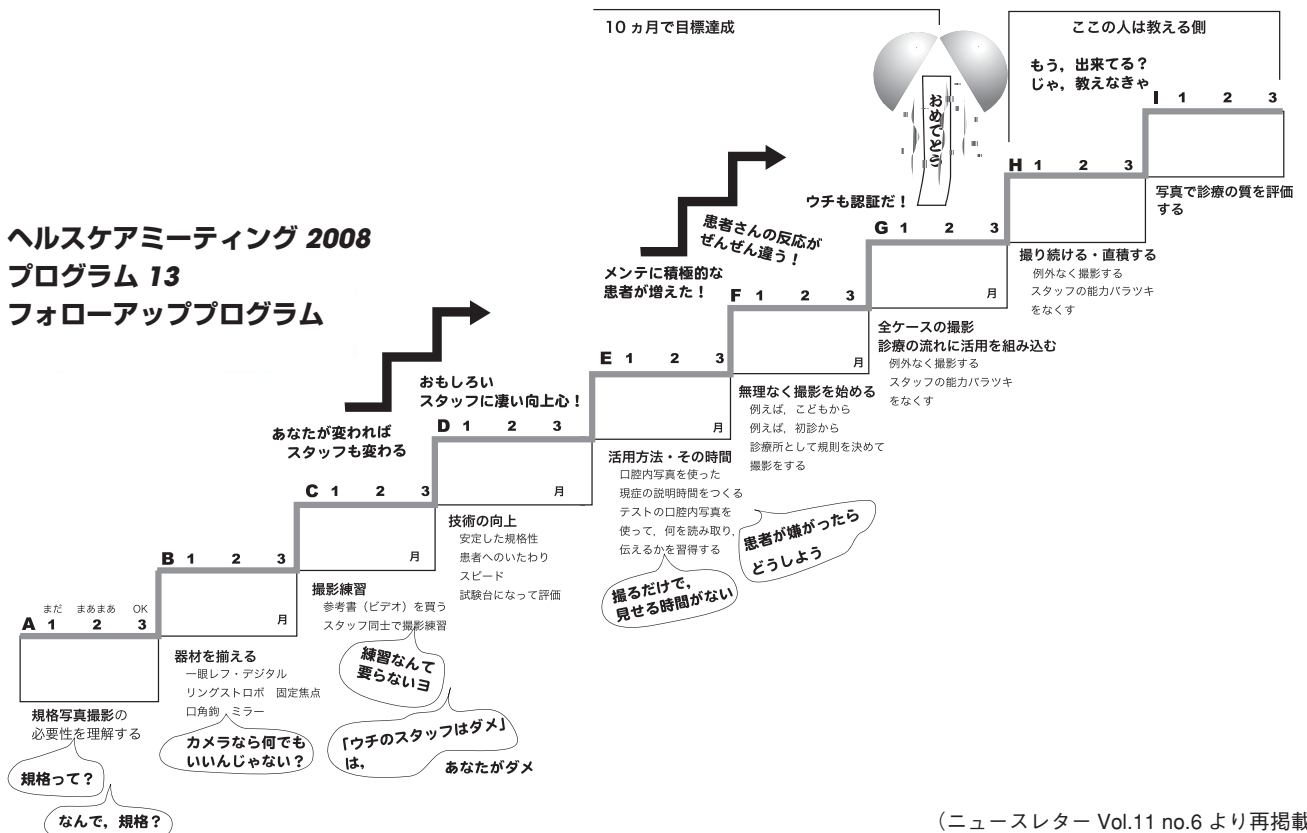 10 ヵ月で目標達成
ここの人は教える側
もう，出来てる？
じゃ，教えなきゃ
おめでとう
I 1 2 3
写真で診療の質を評価
する
H 1 2 3
撮り続ける・直積する
例外なく撮影する
スタッフの能力バラツキ
をなくす
ウチも認証だ！
G 1 2 3
月
全ケースの撮影
診療の流れに活用を組み込む
例外なく撮影する
スタッフの能力バラツキ
をなくす
患者さんの反応が
ぜんぜん違う！
メンテに積極的な
患者が増えた！
F 1 2 3
月
無理なく撮影を始める
例えば，こどもから
例えば，初診から
診療所として規則を決めて
撮影をする
ヘルスケアミーティング 2008
プログラム 13
フォローアッププログラム
E 1 2 3
月
活用方法・その時間
口腔内写真を使った
現症の説明時間をつくる
テストの口腔内写真を
使って，何を読み取り，
伝えるかを習得する
患者が嫌がったら
どうしよう
撮るだけで，
見せる時間がない
おもしろい
スタッフに凄い向上心！
D 1 2 3
月
技術の向上
安定した規格性
患者へのいたわり
スピード
試験台になって評価
あなたが変われば
スタッフも変わる
C 1 2 3
月
撮影練習
参考書（ビデオ）を買う
スタッフ同士で撮影練習
練習なんて
要らないヨ
「ウチのスタッフはダメ」
は，
あなたがダメ
B 1 2 3
月
器材を揃える
一眼レフ・デジタル
リングストロボ 固定焦点
口角鉤 ミラー
カメラなら何でも
いいんじゃない？
まだ まあまあ OK
A 1 2 3
規格写真撮影の
必要性を理解する
規格って？
なんで，規格？
（ニュースレター Vol.11 no.6 より再掲載